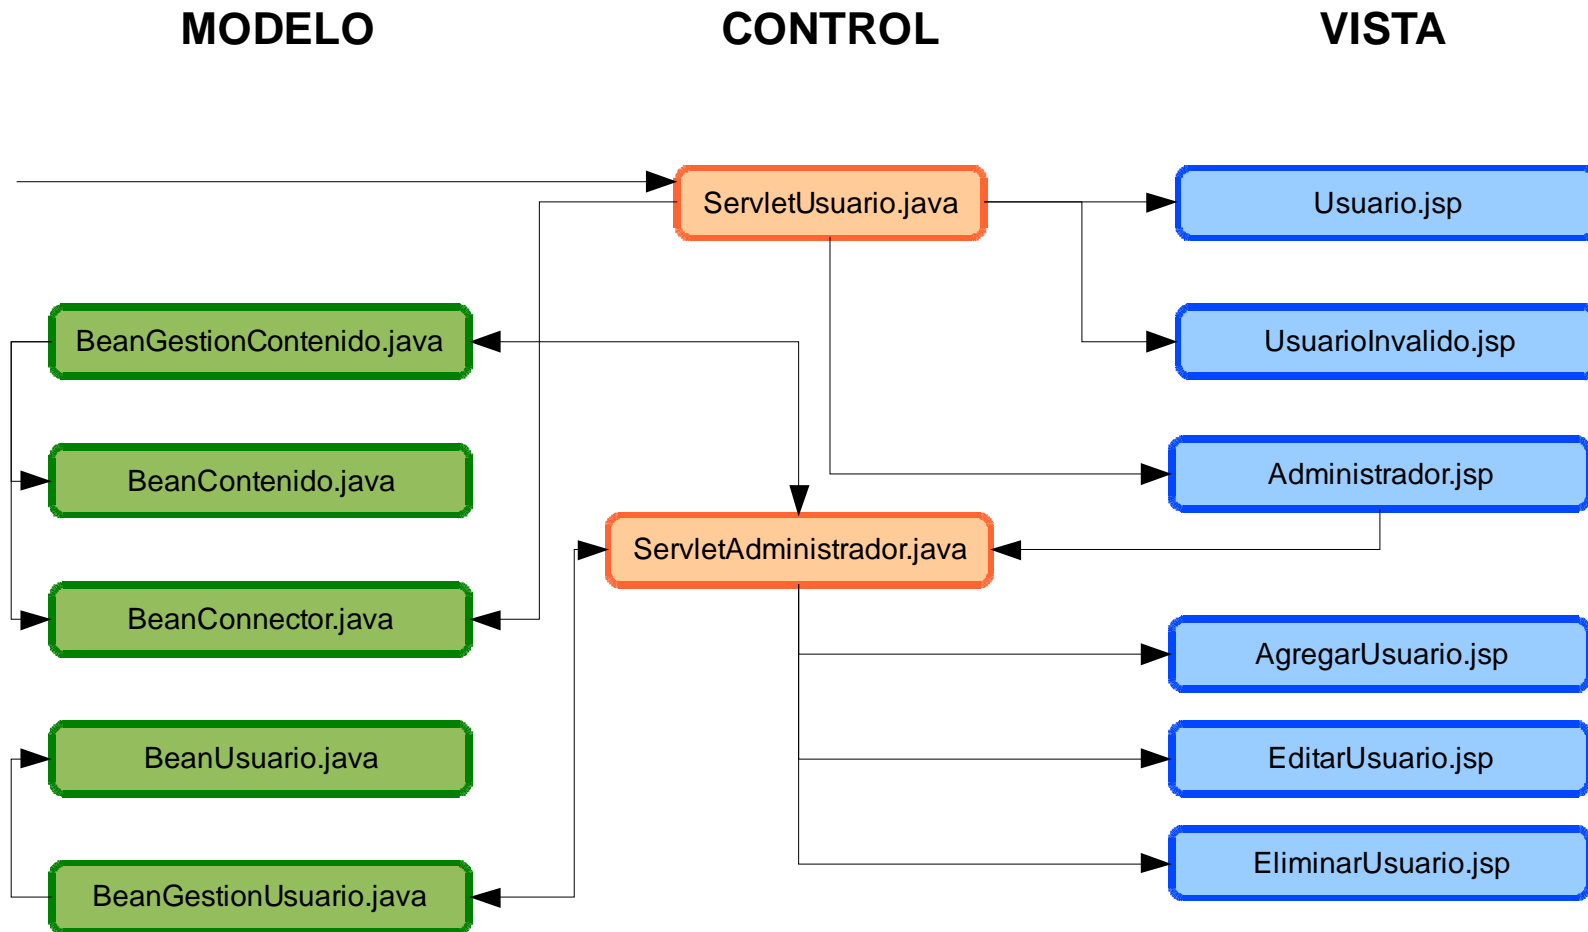 MODELO
CONTROL
VISTA
ServletUsuario.java
Usuario.jsp
BeanGestionContenido.java
UsuarioInvalido.jsp
BeanContenido.java
Administrador.jsp
ServletAdministrador.java
BeanConnector.java
AgregarUsuario.jsp
BeanUsuario.java
EditarUsuario.jsp
EliminarUsuario.jsp
BeanGestionUsuario.java